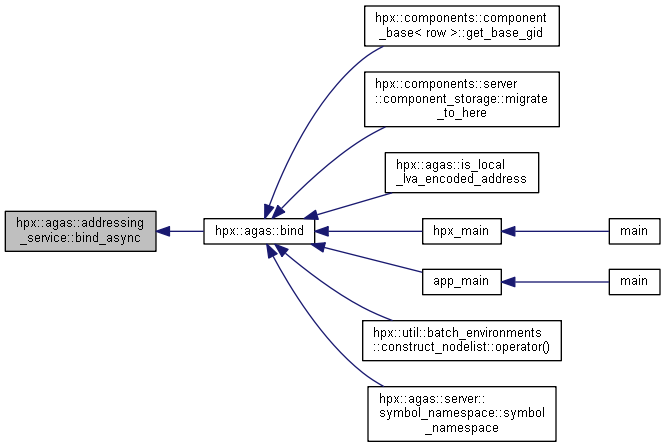 hpx::components::component
_base< row >::get_base_gid
hpx::components::server
::component_storage::migrate
_to_here
hpx::agas::is_local
_lva_encoded_address
hpx::agas::addressing
_service::bind_async
hpx::agas::bind
hpx_main
main
app_main
main
hpx::util::batch_environments
::construct_nodelist::operator()
hpx::agas::server::
symbol_namespace::symbol
_namespace